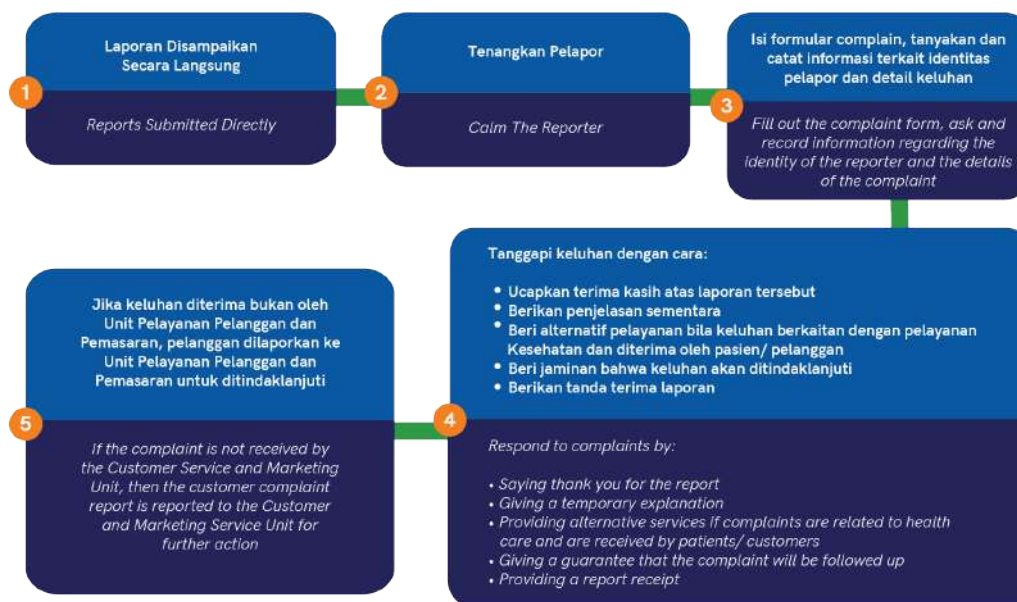 1
Laporan Disampaikan
Secara Langsung
Reports Submitted Directly
2
Tenangkan Pelapor
Calm The Reporter
3
Isi formular complain, tanyakan dan
catat informasi terkait identitas
pelapor dan detail keluhan
Fill out the complaint form, ask and
record information regarding the
identity of the reporter and the details
of the complaint
4
Tanggapi keluhan dengan cara:
• Ucapkan terima kasih atas laporan tersebut
• Berikan penjelasan sementara
• Beri alternatif pelayanan bila keluhan berkaitan dengan pelayanan
Kesehatan dan diterima oleh pasien/ pelanggan
• Beri jaminan bahwa keluhan akan ditindaklanjuti
• Berikan tanda terima laporan
Respond to complaints by:
• Saying thank you for the report
• Giving a temporary explanation
• Providing alternative services if complaints are related to health
care and are received by patients/ customers
• Giving a guarantee that the complaint will be followed up
• Providing a report receipt
5
Jika keluhan diterima bukan oleh
Unit Pelayanan Pelanggan dan
Pemasaran, pelanggan dilaporkan ke
Unit Pelayanan Pelanggan dan
Pemasaran untuk ditindaklanjuti
If the complaint is not received by
the Customer Service and Marketing
Unit, then the customer complaint
report is reported to the Customer
and Marketing Service Unit for
further action